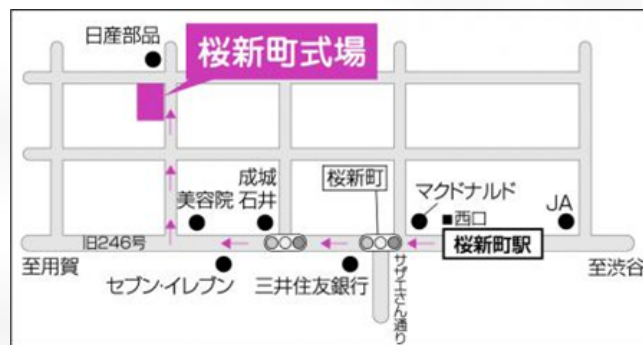 日産部品
桜新町式場
成城
石井
美容院
桜新町
マクドナルド
■西口
JA
旧246号
桜新町駅
至用賀
セブン・イレブン
三井住友銀行
サザエさん通り
至渋谷